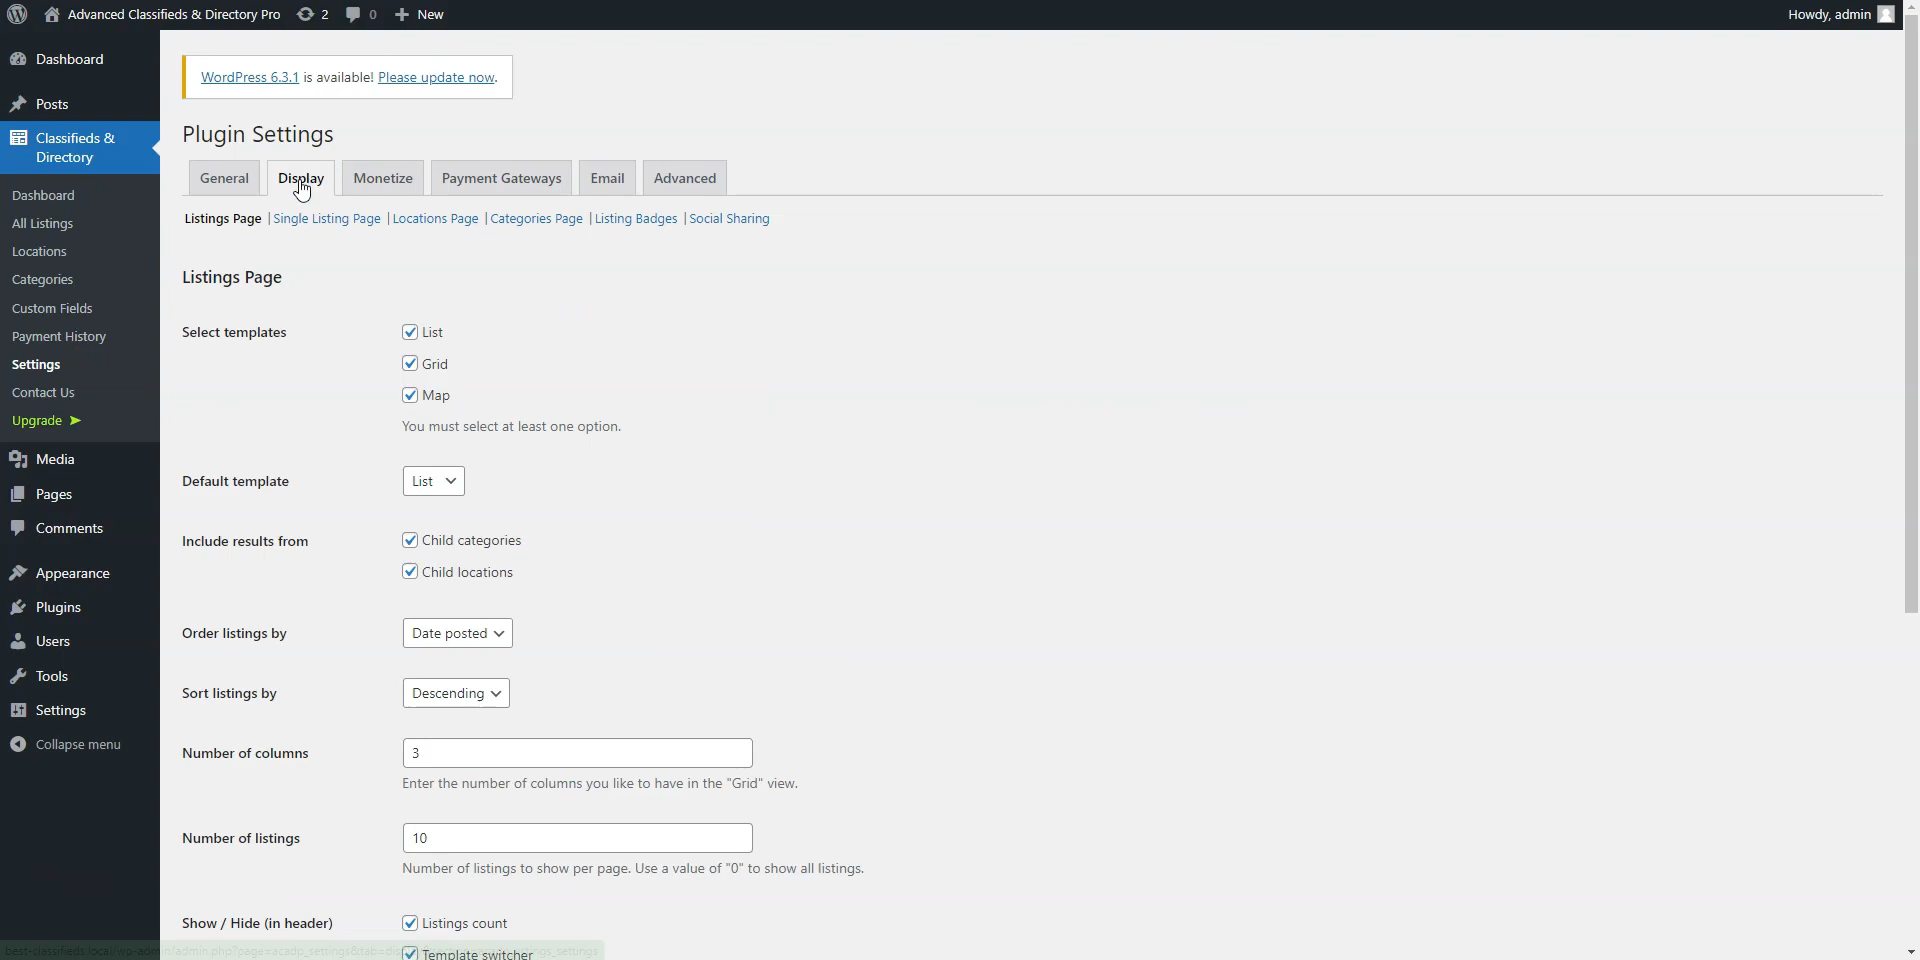 Advanced Classifieds & Directory Pro 2 0 New Howdy, admin
Dashboard
Posts
Classifieds &
Directory
Dashboard
All Listings
Locations
Categories
Custom Fields
Payment History
Settings
Contact Us
Upgrade ➤
Media
Pages
Comments
Appearance
Plugins
Users
Tools
Settings
Collapse menu
WordPress 6.3.1 is available! Please update now.
Plugin Settings
General Display Monetize Payment Gateways Email Advanced
Listings Page | Single Listing Page | Locations Page | Categories Page | Listing Badges | Social Sharing
Listings Page
Select templates List
Grid
Map
You must select at least one option.
Default template List
Include results from Child categories
Child locations
Order listings by Date posted
Sort listings by Descending
Number of columns 3
Enter the number of columns you like to have in the "Grid" view.
Number of listings 10
Number of listings to show per page. Use a value of "0" to show all listings.
Show / Hide (in header) Listings count
Template switcher